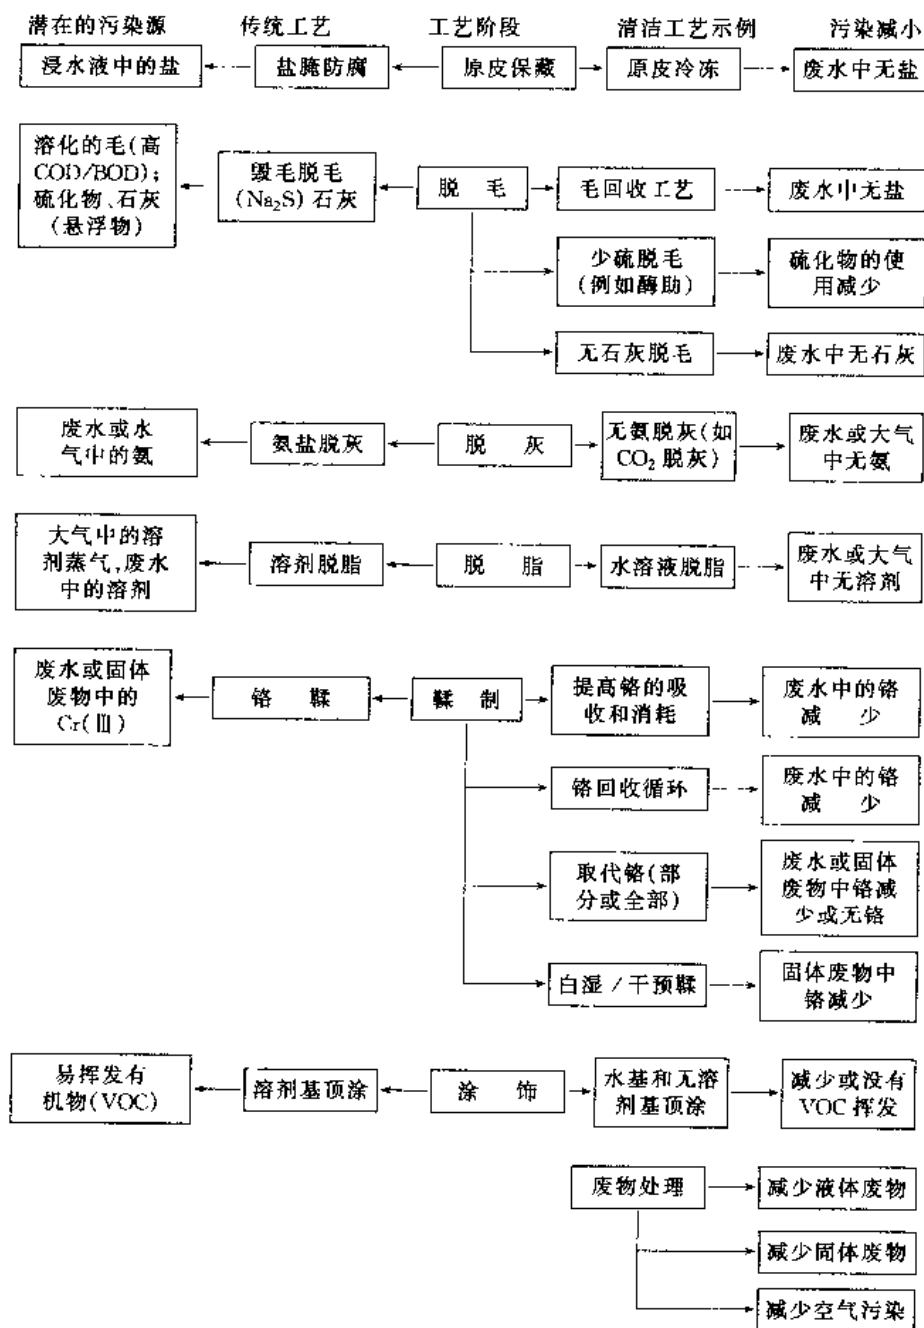 潜在的污染源 传统工艺 工艺阶段 清洁工艺示例 污染减小
浸水液中的盐 盐腌防腐 原皮保藏 原皮冷冻 废水中无盐
溶化的毛(高
COD/BOD);
硫化物、石灰
(悬浮物)
毁毛脱毛
(Na₂S) 石灰
脱 毛
毛回收工艺
废水中无盐
少硫脱毛
(例如酶助)
硫化物的使
用减少
无石灰脱毛
废水中无石灰
废水或水
气中的氨
氨盐脱灰
脱 灰
无氨脱灰(如
CO₂ 脱灰)
废水或大气
中无氨
大气中的溶
剂蒸气,废水
中的溶剂
溶剂脱脂
脱 脂
水溶液脱脂
废水或大气
中无溶剂
废水或固体
废物中的
Cr(Ⅲ)
铬 鞣
鞣 制
提高铬的吸
收和消耗
废水中的铬
减 少
铬回收循环
废水中的铬
减 少
取代铬(部
分或全部)
废水或固体
废物中铬减
少或无铬
白湿/干预鞣
固体废物中
铬减少
易挥发有
机物(VOC)
溶剂基顶涂
涂 饰
水基和无溶
剂基顶涂
减少或没有
VOC 挥发
废物处理
减少液体废物
减少固体废物
减少空气污染